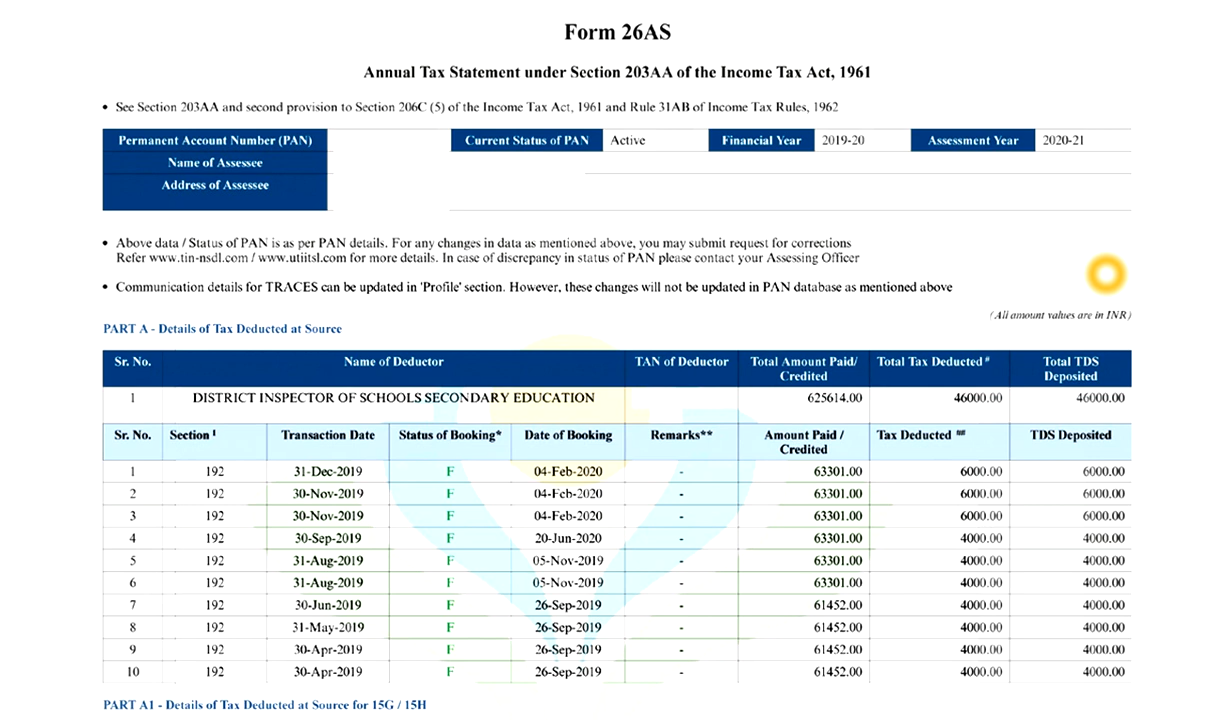 Form 26AS
Annual Tax Statement under Section 203AA of the Income Tax Act, 1961
• See Section 203AA and second provision to Section 206C (5) of the Income Tax Act, 1961 and Rule 31AB of Income Tax Rules, 1962
Permanent Account Number (PAN) Current Status of PAN Active Financial Year 2019-20 Assessment Year 2020-21
Name of Assessee
Address of Assessee
• Above data / Status of PAN is as per PAN details. For any changes in data as mentioned above, you may submit request for corrections
Refer www.tin-nsdl.com / www.utiitsl.com for more details. In case of discrepancy in status of PAN please contact your Assessing Officer
• Communication details for TRACES can be updated in 'Profile' section. However, these changes will not be updated in PAN database as mentioned above
(All amount values are in INR)
PART A - Details of Tax Deducted at Source
Sr. No. Name of Deductor TAN of Deductor Total Amount Paid/ Credited Total Tax Deducted # Total TDS Deposited
1 DISTRICT INSPECTOR OF SCHOOLS SECONDARY EDUCATION 625614.00 46000.00 46000.00
Sr. No. Section 1 Transaction Date Status of Booking* Date of Booking Remarks** Amount Paid / Credited Tax Deducted ## TDS Deposited
1 192 31-Dec-2019 F 04-Feb-2020 - 63301.00 6000.00 6000.00
2 192 30-Nov-2019 F 04-Feb-2020 - 63301.00 6000.00 6000.00
3 192 30-Nov-2019 F 04-Feb-2020 - 63301.00 6000.00 6000.00
4 192 30-Sep-2019 F 20-Jun-2020 - 63301.00 4000.00 4000.00
5 192 31-Aug-2019 F 05-Nov-2019 - 63301.00 4000.00 4000.00
6 192 31-Aug-2019 F 05-Nov-2019 - 63301.00 4000.00 4000.00
7 192 30-Jun-2019 F 26-Sep-2019 - 61452.00 4000.00 4000.00
8 192 31-May-2019 F 26-Sep-2019 - 61452.00 4000.00 4000.00
9 192 30-Apr-2019 F 26-Sep-2019 - 61452.00 4000.00 4000.00
10 192 30-Apr-2019 F 26-Sep-2019 - 61452.00 4000.00 4000.00
PART A1 - Details of Tax Deducted at Source for 15G / 15H